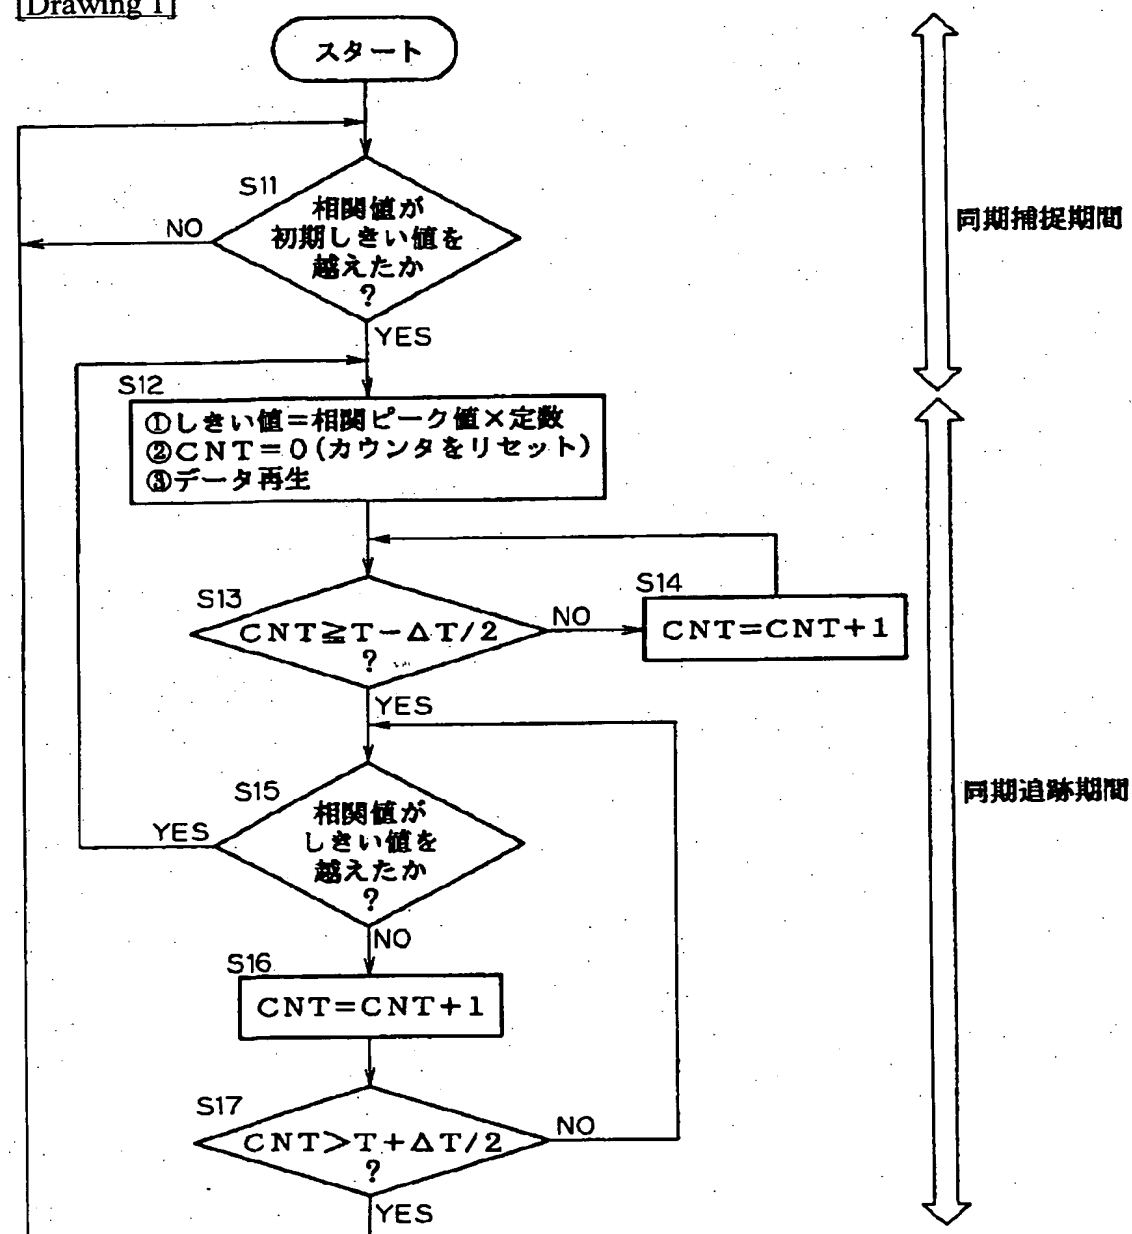 [Drawing 1]
スタート
S11
相関値が
初期しきい値を
越えたか
?
NO
YES
同期捕捉期間
S12
①しきい値=相関ピーク値×定数
②CNT=0(カウンタをリセット)
③データ再生
S13
CNT≧T-ΔT/2
?
NO
S14
CNT=CNT+1
YES
S15
相関値が
しきい値を
越えたか
?
YES
NO
同期追跡期間
S16
CNT=CNT+1
S17
CNT>T+ΔT/2
?
NO
YES